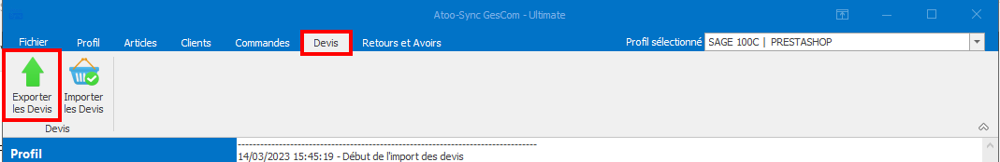 Atoo-Sync GesCom - Ultimate
Fichier Profil Articles Clients Commandes Devis Retours et Avoirs Profil sélectionné SAGE 100C | PRESTASHOP
Exporter les Devis
Importer les Devis
Devis
Profil
--------------------------------------------------------------------------------
14/03/2023 15:45:19 - Début de l'import des devis